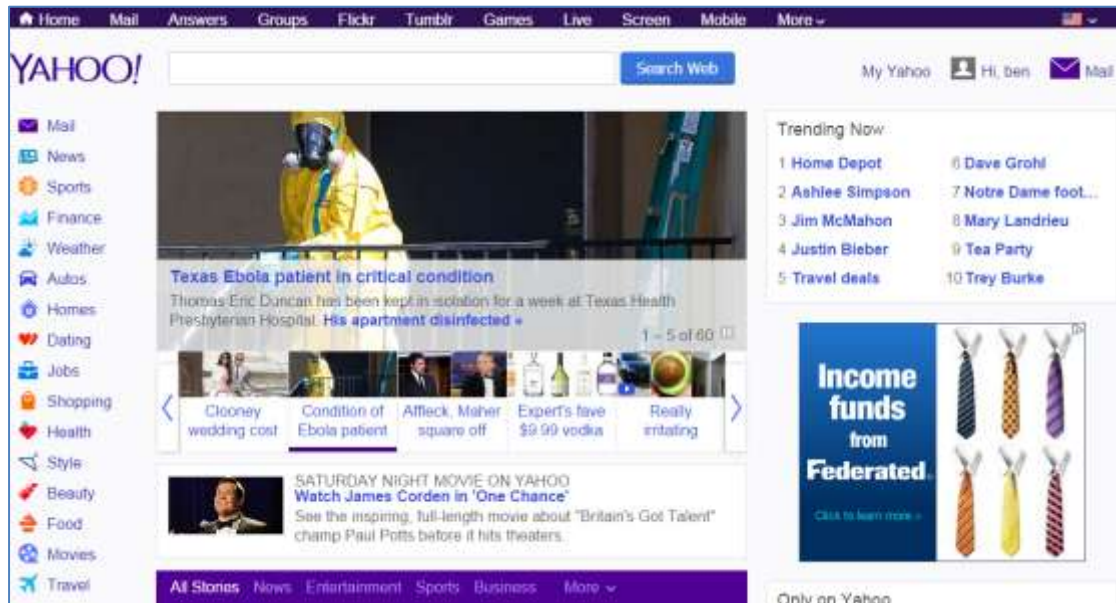 Home Mail Answers Groups Flickr Tumblr Games Live Screen Mobile More
YAHOO!
Search Web
My Yahoo
Hi, ben
Mail
Mail
News
Sports
Finance
Weather
Autos
Homes
Dating
Jobs
Shopping
Health
Style
Beauty
Food
Movies
Travel
Texas Ebola patient in critical condition
Thomas Eric Duncan has been kept in isolation for a week at Texas Health
Presbyterian Hospital. His apartment disinfected »
1 – 5 of 60
Clooney
wedding cost
Condition of
Ebola patient
Affleck, Maher
square off
Expert's fave
$9.99 vodka
Really
irritating
SATURDAY NIGHT MOVIE ON YAHOO
Watch James Corden in 'One Chance'
See the inspiring, full-length movie about "Britain's Got Talent"
champ Paul Potts before it hits theaters.
All Stories News Entertainment Sports Business More
Trending Now
1 Home Depot
2 Ashlee Simpson
3 Jim McMahon
4 Justin Bieber
5 Travel deals
6 Dave Grohl
7 Notre Dame foot...
8 Mary Landrieu
9 Tea Party
10 Trey Burke
Income
funds
from
Federated.
Click to learn more »
Only on Yahoo